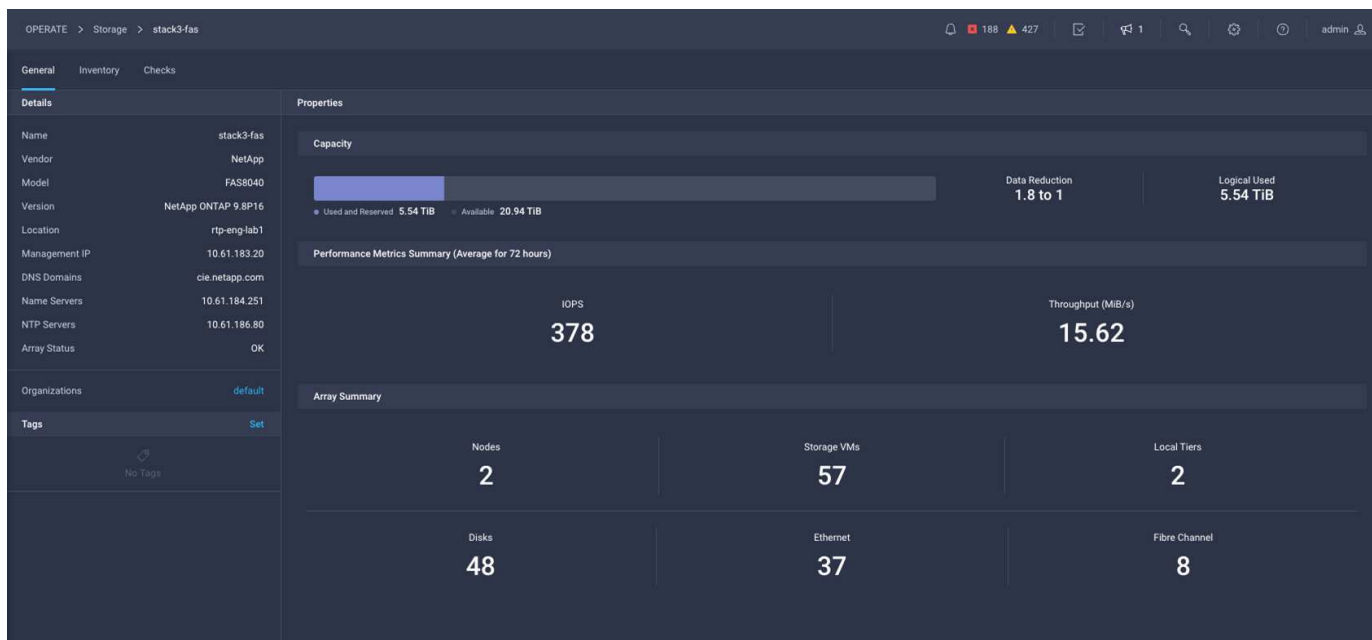 OPERATE > Storage > stack3-fas
188 427 1 admin
General Inventory Checks
Details
Name stack3-fas
Vendor NetApp
Model FAS8040
Version NetApp ONTAP 9.8P16
Location rtp-eng-lab1
Management IP 10.61.183.20
DNS Domains cie.netapp.com
Name Servers 10.61.184.251
NTP Servers 10.61.186.80
Array Status OK
Organizations default
Tags Set
No Tags
Properties
Capacity
Used and Reserved 5.54 TiB Available 20.94 TiB
Data Reduction
1.8 to 1
Logical Used
5.54 TiB
Performance Metrics Summary (Average for 72 hours)
IOPS
378
Throughput (MiB/s)
15.62
Array Summary
Nodes
2
Storage VMs
57
Local Tiers
2
Disks
48
Ethernet
37
Fibre Channel
8